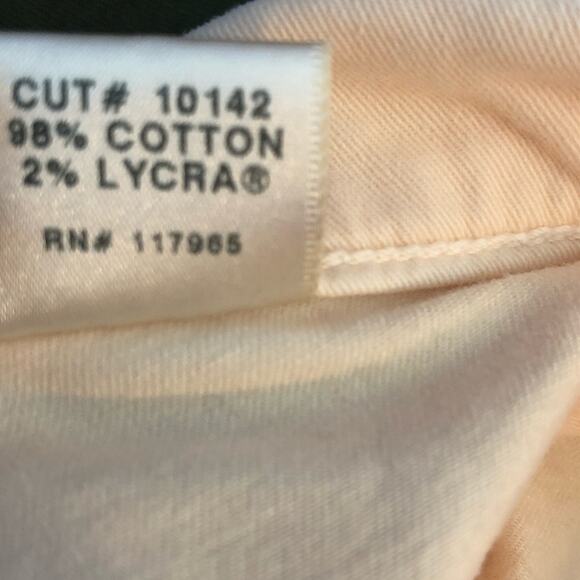 CUT# 10142
98% COTTON
2% LYCRA®
RN# 117965